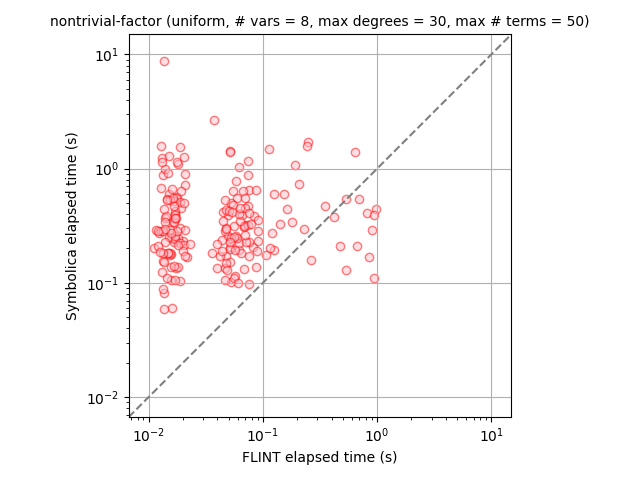 nontrivial-factor (uniform, # vars = 8, max degrees = 30, max # terms = 50)
10¹
10⁰
10⁻¹
10⁻²
Symbolica elapsed time (s)
10⁻² 10⁻¹ 10⁰ 10¹
FLINT elapsed time (s)